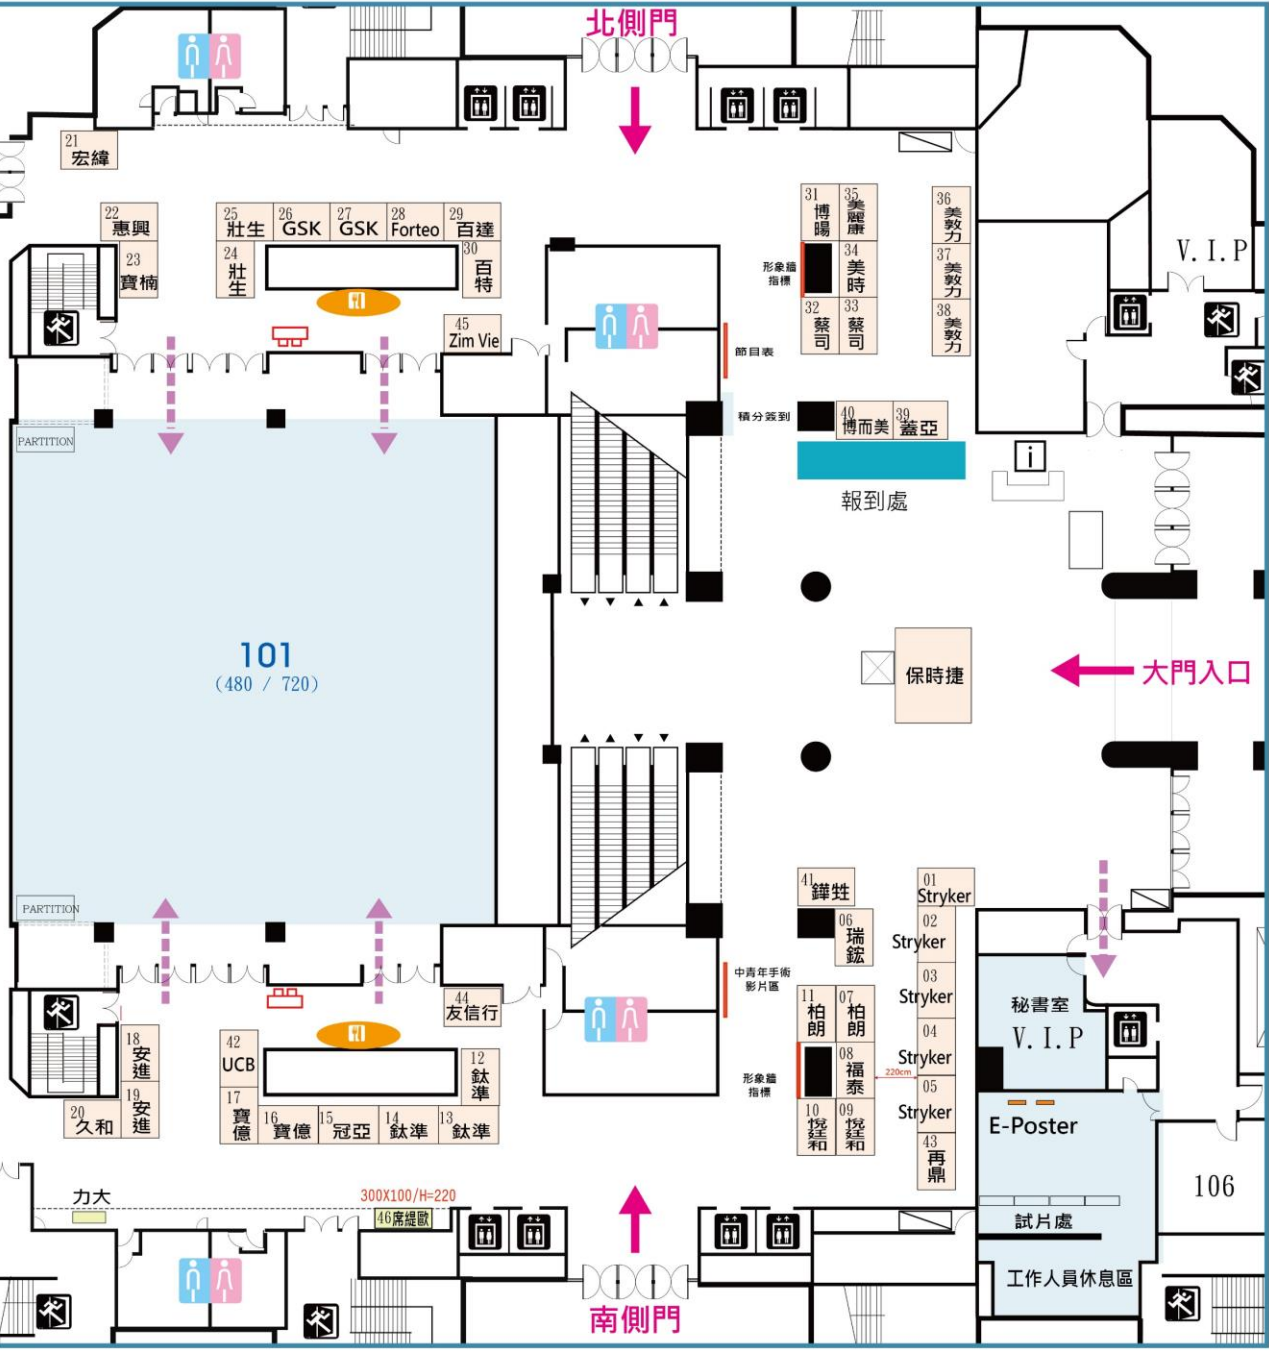 北側門
21
宏緯
22
惠興
23
寶楠
25
壯生
26
GSK
27
GSK
28
Forteo
29
百達
24
壯生
30
百特
45
Zim Vie
31
博暘
35
美麗康
形象牆
指標
34
美時
32
蔡司
33
蔡司
36
美敦力
37
美敦力
38
美敦力
V.I.P
節目表
積分簽到
40
博而美
39
蓋亞
i
報到處
PARTITION
101
(480 / 720)
保時捷
大門入口
PARTITION
41
鏵甡
01
Stryker
06
瑞鋐
02
Stryker
中青年手術
影片區
03
Stryker
11
柏朗
07
柏朗
04
Stryker
形象牆
指標
08
福泰
220cm
05
Stryker
10
悅廷和
09
悅廷和
43
再鼎
秘書室
V.I.P
44
友信行
18
安進
19
安進
20
久和
42
UCB
17
寶億
16
寶億
15
冠亞
14
鈦準
13
鈦準
12
鈦準
E-Poster
106
試片處
工作人員休息區
力大
300X100/H=220
46席緹歐
南側門